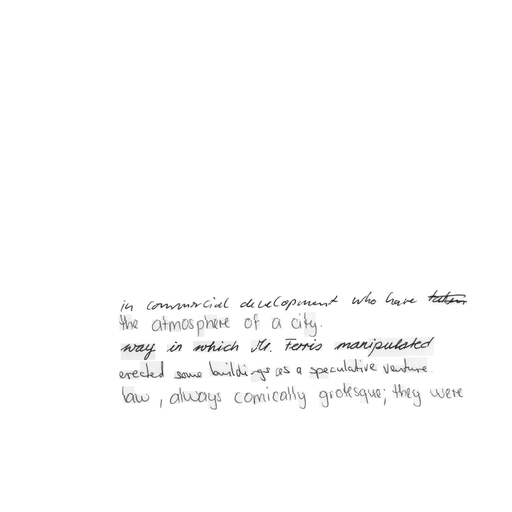 in commercial development who have taken
the atmosphere of a city.
way in which Mr. Ferris manipulated
erected some buildings as a speculative venture.
law , always comically grotesque; they were